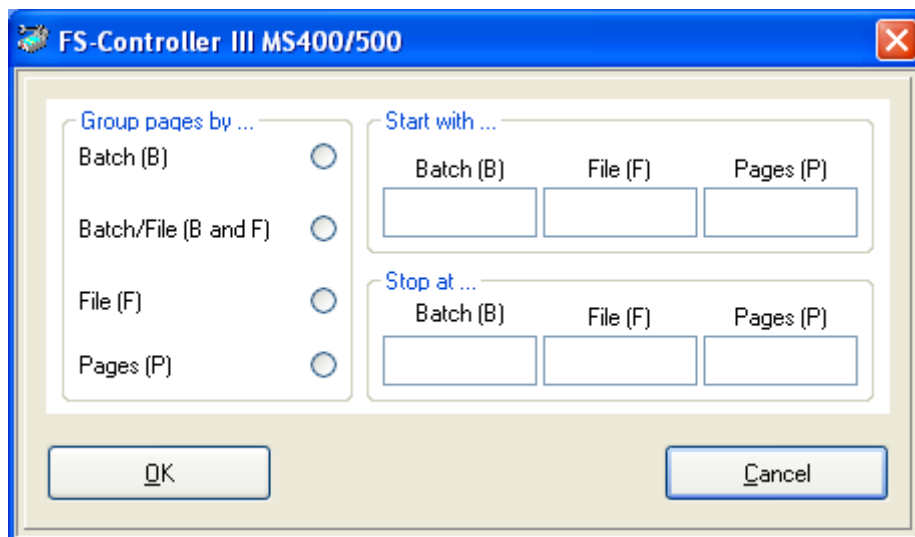 FS-Controller III MS400/500
Group pages by ...
Batch (B)
Batch/File (B and F)
File (F)
Pages (P)
Start with ...
Batch (B) File (F) Pages (P)
Stop at ...
Batch (B) File (F) Pages (P)
OK Cancel